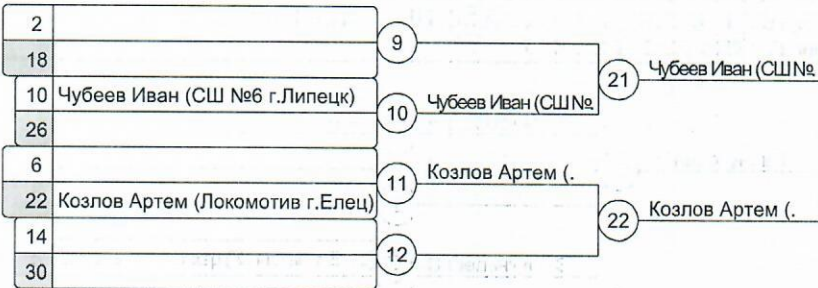 2
18
9
10 Чубеев Иван (СШ №6 г.Липецк)
26
10
Чубеев Иван (СШ №.
21
Чубеев Иван (СШ №.
6
22 Козлов Артем (Локомотив г.Елец)
11
Козлов Артем (.
14
30
12
22
Козлов Артем (.